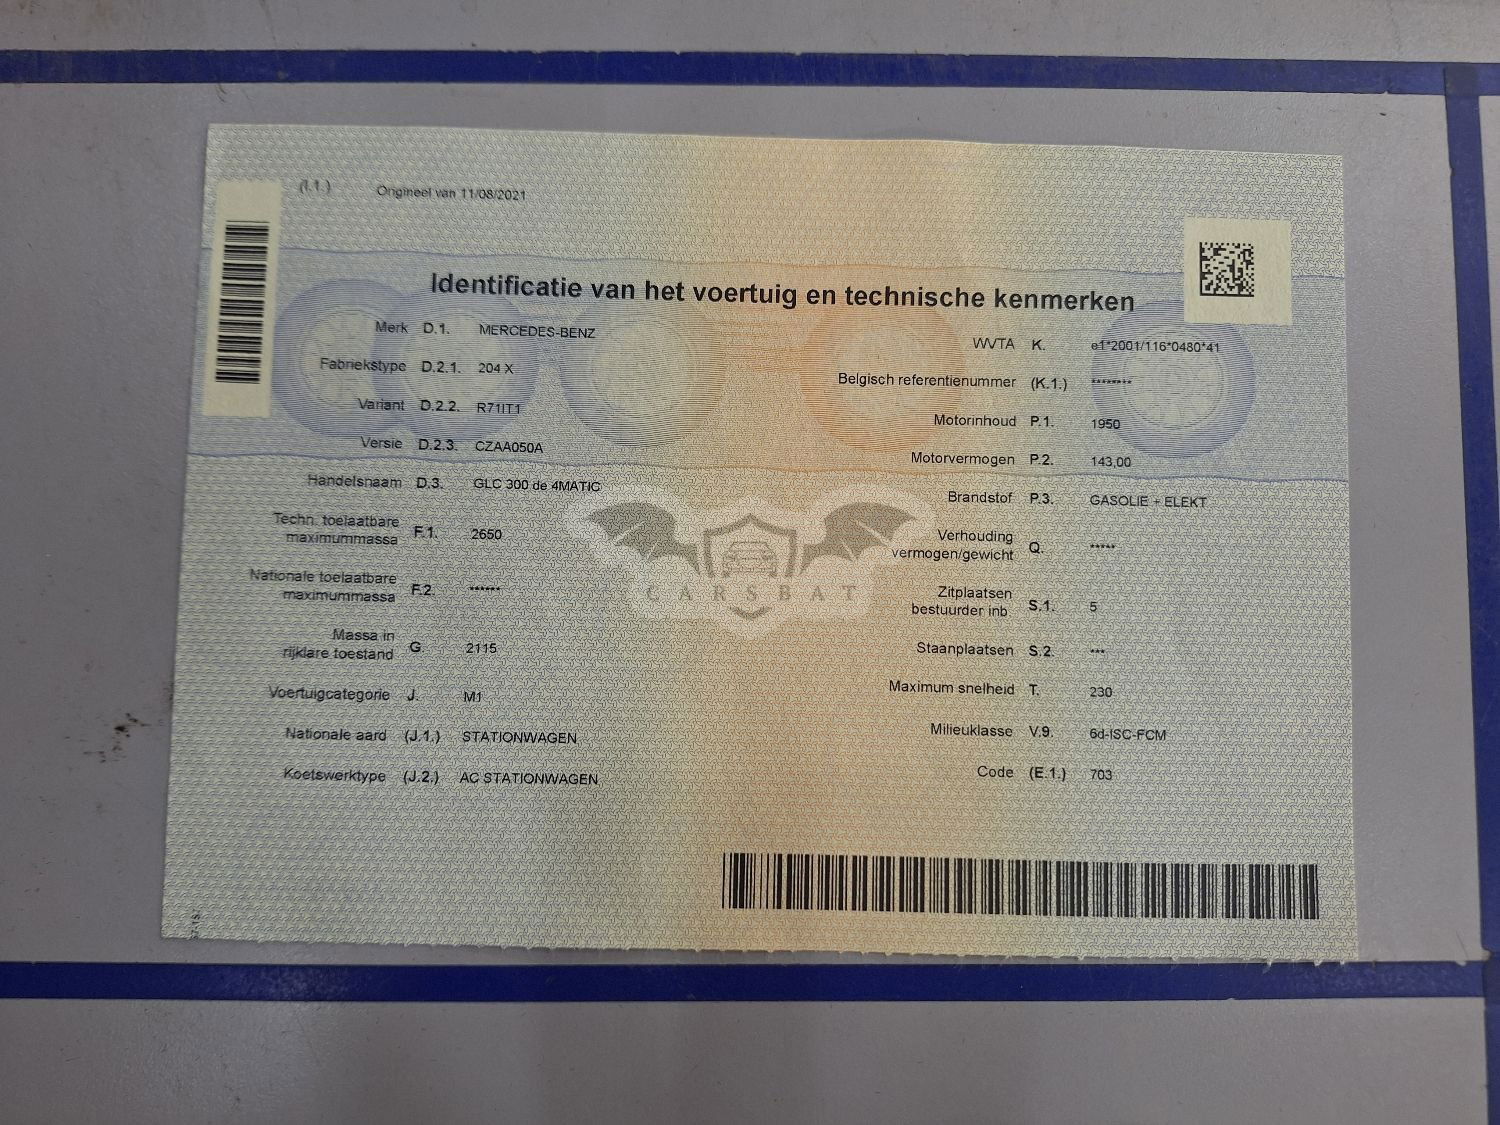 (I.1.) Origineel van 11/08/2021
Identificatie van het voertuig en technische kenmerken
Merk D.1. MERCEDES-BENZ
Fabriekstype D.2.1. 204 X
Variant D.2.2. R71IT1
Versie D.2.3. CZAA050A
Handelsnaam D.3. GLC 300 de 4MATIC
Techn. toelaatbare
maximummassa F.1. 2650
Nationale toelaatbare
maximummassa F.2. ******
Massa in
rijklare toestand G. 2115
Voertuigcategorie J. M1
Nationale aard (J.1.) STATIONWAGEN
Koetswerktype (J.2.) AC STATIONWAGEN
WVTA K. e1*2001/116*0480*41
Belgisch referentienummer (K.1.) ********
Motorinhoud P.1. 1950
Motorvermogen P.2. 143,00
Brandstof P.3. GASOLIE + ELEKT
Verhouding
vermogen/gewicht Q. *****
Zitplaatsen
bestuurder inb. S.1. 5
Staanplaatsen S.2. ***
Maximum snelheid T. 230
Milieuklasse V.9. 6d-ISC-FCM
Code (E.1.) 703
CARSBAT